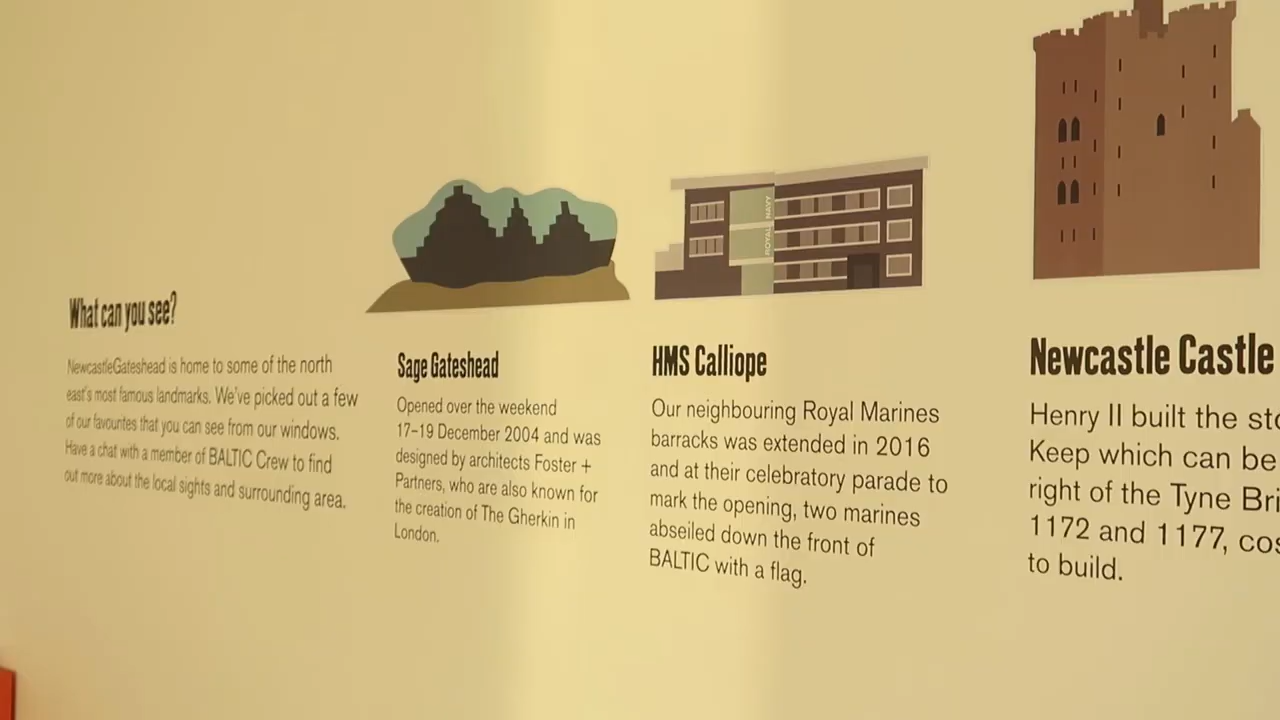 What can you see?
NewcastleGateshead is home to some of the north
east's most famous landmarks. We've picked out a few
of our favourites that you can see from our windows.
Have a chat with a member of BALTIC Crew to find
out more about the local sights and surrounding area.
Sage Gateshead
Opened over the weekend
17–19 December 2004 and was
designed by architects Foster +
Partners, who are also known for
the creation of The Gherkin in
London.
ROYAL NAVY
HMS Calliope
Our neighbouring Royal Marines
barracks was extended in 2016
and at their celebratory parade to
mark the opening, two marines
abseiled down the front of
BALTIC with a flag.
Newcastle Castle
Henry II built the
Keep which can be
right of the Tyne
1172 and 1177,
to build.